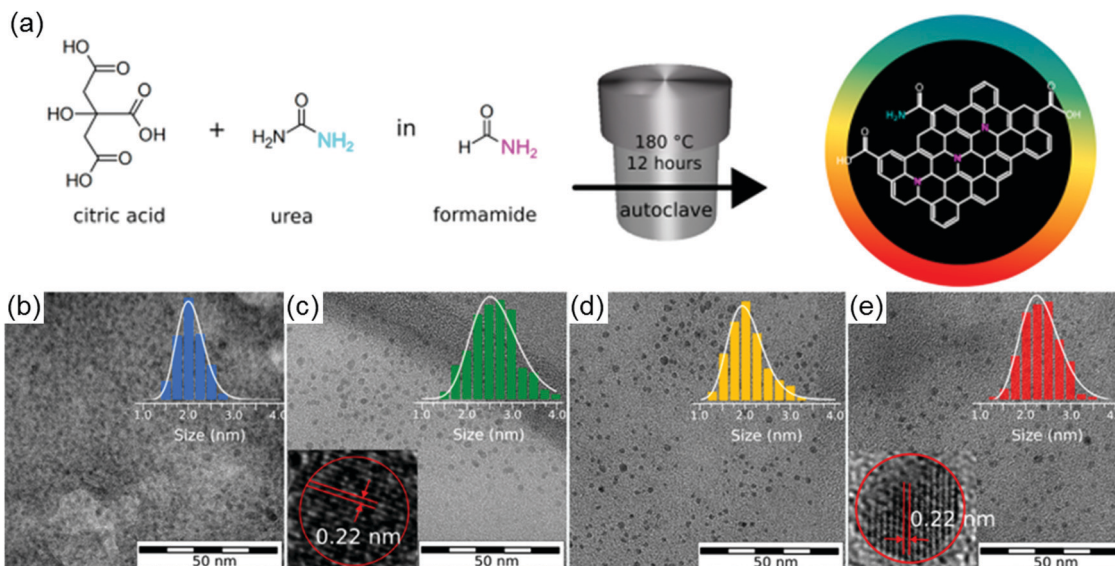 (a)
HO
O
O
HO
O
OH
HO
O
citric acid
+
O
H₂N
NH₂
urea
in
O
H
NH₂
formamide
180 °C
12 hours
autoclave
O
H₂N
O
OH
N
HO
O
N
N
(b)
1.0 2.0 3.0 4.0
Size (nm)
50 nm
(c)
1.0 2.0 3.0 4.0
Size (nm)
0.22 nm
50 nm
(d)
1.0 2.0 3.0 4.0
Size (nm)
50 nm
(e)
1.0 2.0 3.0 4.0
Size (nm)
0.22 nm
50 nm